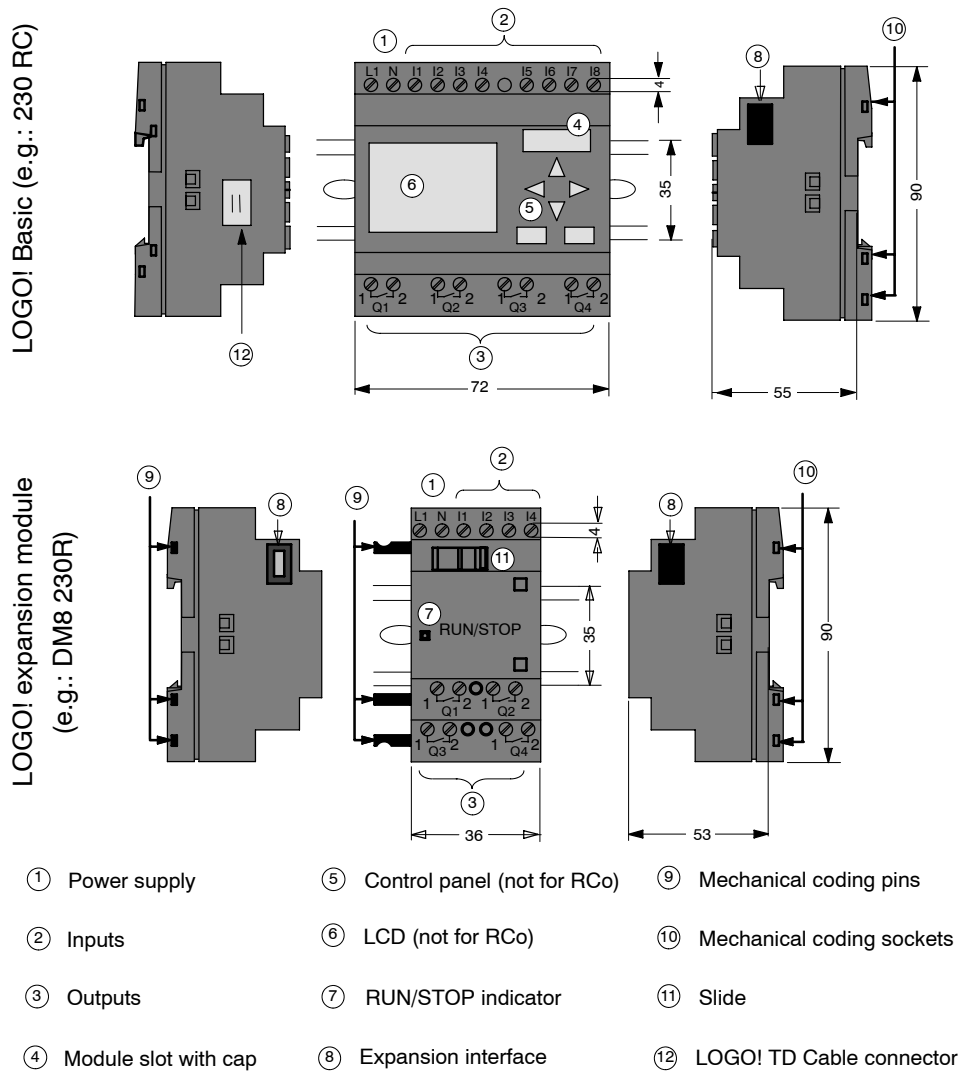 LOGO! Basic (e.g.: 230 RC)
① ② ⑩
⑧
L1 N I1 I2 I3 I4 I5 I6 I7 I8
4
④
⑥
⑤
35
90
1 2 1 2 1 2 1 2
Q1 Q2 Q3 Q4
⑫
③
72
55
LOGO! expansion module
(e.g.: DM8 230R)
⑨ ⑧ ⑨ ① ② ⑧ ⑩
L1 N I1 I2 I3 I4
4
⑪
⑦
RUN/STOP
35
90
1 2 1 2
Q1 Q2
1 2 1 2
Q3 Q4
③
36
53
① Power supply
⑤ Control panel (not for RCo)
⑨ Mechanical coding pins
② Inputs
⑥ LCD (not for RCo)
⑩ Mechanical coding sockets
③ Outputs
⑦ RUN/STOP indicator
⑪ Slide
④ Module slot with cap
⑧ Expansion interface
⑫ LOGO! TD Cable connector